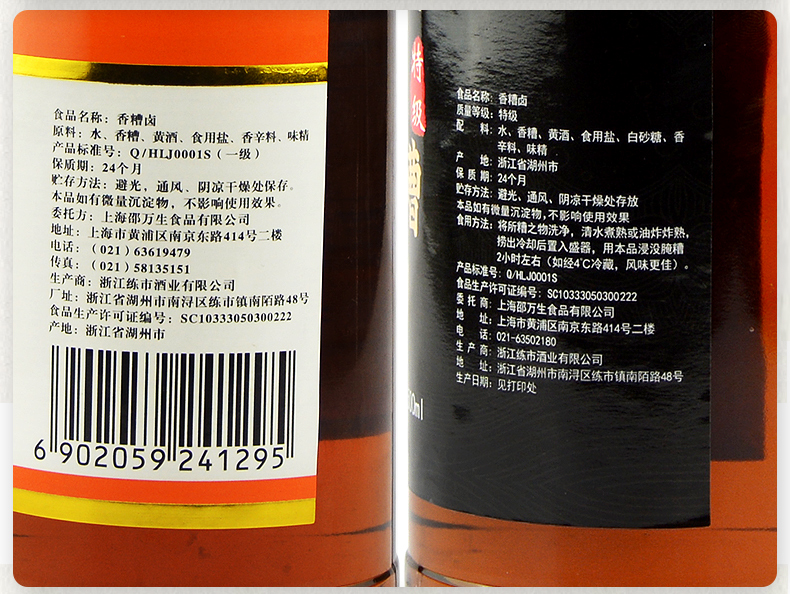 食品名称：香糟卤
原料：水、香糟、黄酒、食用盐、香辛料、味精
产品标准号：Q/HLJ0001S（一级）
保质期：24个月
贮存方法：避光，通风、阴凉干燥处保存。
本品如有微量沉淀物，不影响使用效果。
委托方：上海邵万生食品有限公司
地址：上海市黄浦区南京东路414号二楼
电话：（021）63619479
传真：（021）58135151
生产商：浙江练市酒业有限公司
厂址：浙江省湖州市南浔区练市镇南陌路48号
食品生产许可证编号：SC10333050300222
产地：浙江省湖州市
6 902059 241295
特级
糟
食品名称：香糟卤
质量等级：特级
配 料：水、香糟、黄酒、食用盐、白砂糖、香
辛料、味精
产 地：浙江省湖州市
保 质 期：24个月
贮存方法：避光、通风、阴凉干燥处存放
本品如有微量沉淀物，不影响使用效果
食用方法：将所糟之物洗净，清水煮熟或油炸炸熟，
捞出冷却后置入盛器，用本品浸没腌糟
2小时左右（如经4℃冷藏，风味更佳）。
产品标准号：Q/HLJ0001S
食品生产许可证编号：SC10333050300222
委 托 商：上海邵万生食品有限公司
地 址：上海市黄浦区南京东路414号二楼
电 话：021-63502180
生 产 商：浙江练市酒业有限公司
地 址：浙江省湖州市南浔区练市镇南陌路48号
生产日期：见打印处
00ml